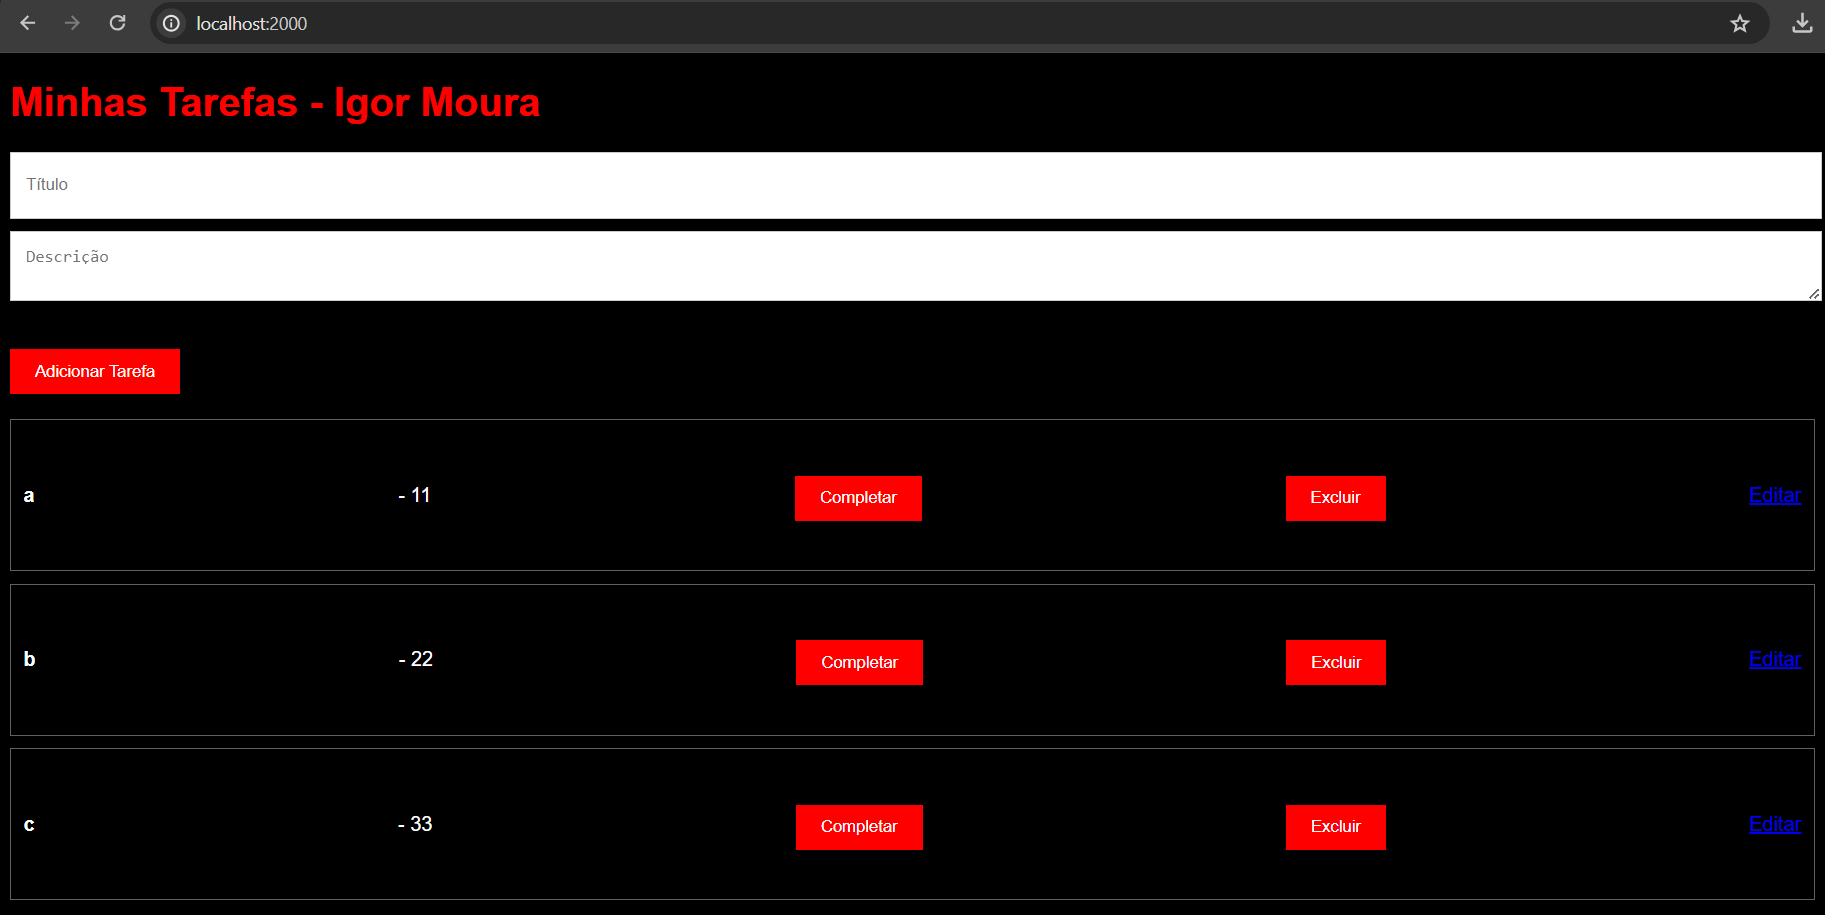 localhost:2000
Minhas Tarefas - Igor Moura
Título
Descrição
Adicionar Tarefa
a - 11 Completar Excluir Editar
b - 22 Completar Excluir Editar
c - 33 Completar Excluir Editar